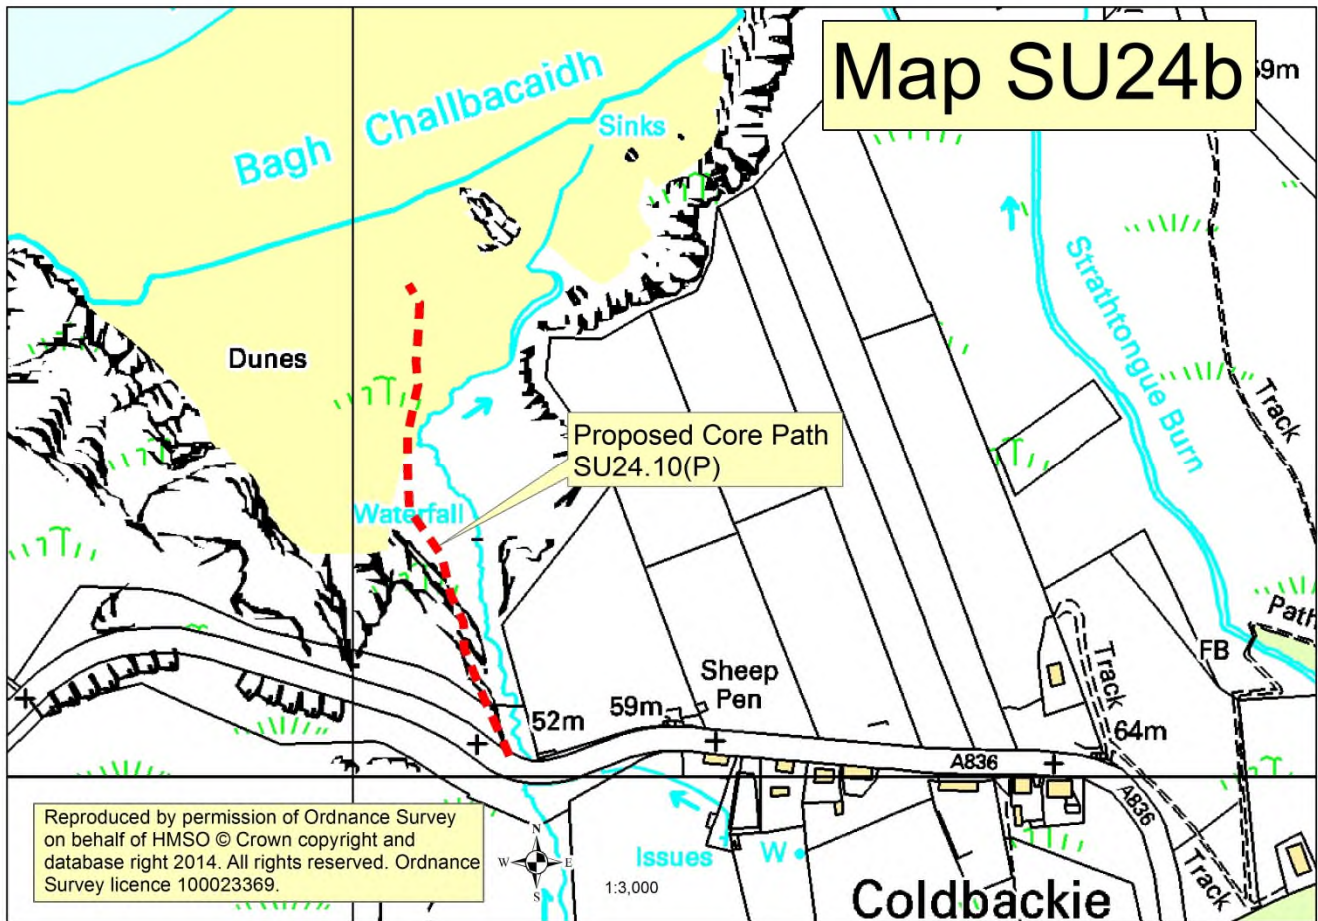 Map SU24b
69m
Bagh Challbacaidh
Sinks
Strathtongue Burn
Track
Dunes
Proposed Core Path
SU24.10(P)
Waterfall
Path
FB
Track
Sheep
Pen
52m
59m
64m
A836
A836
Track
Reproduced by permission of Ordnance Survey
on behalf of HMSO © Crown copyright and
database right 2014. All rights reserved. Ordnance
Survey licence 100023369.
N
W
E
S
1:3,000
Issues
W
Coldbackie